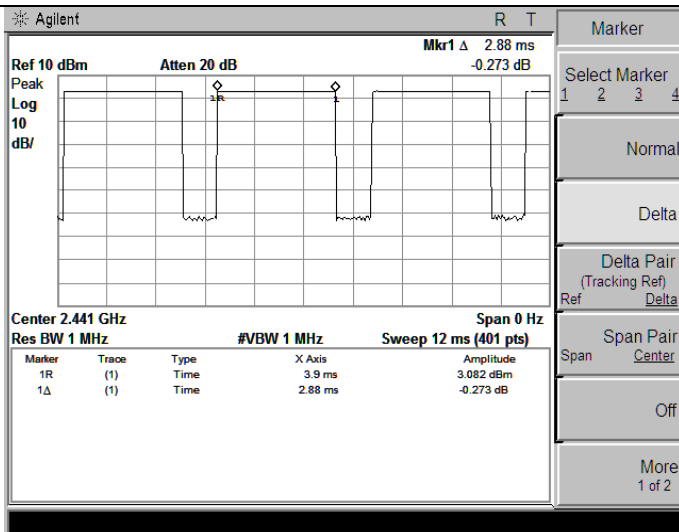 Agilent R T
Mkr1 Δ 2.88 ms
Ref 10 dBm Atten 20 dB -0.273 dB
Peak
Log
10
dB/
1R 1
Center 2.441 GHz Span 0 Hz
Res BW 1 MHz #VBW 1 MHz Sweep 12 ms (401 pts)
Marker Trace Type X Axis Amplitude
1R (1) Time 3.9 ms 3.082 dBm
1Δ (1) Time 2.88 ms -0.273 dB
Marker
Select Marker
1 2 3 4
Normal
Delta
Delta Pair
(Tracking Ref)
Ref Delta
Span Pair
Span Center
Off
More
1 of 2